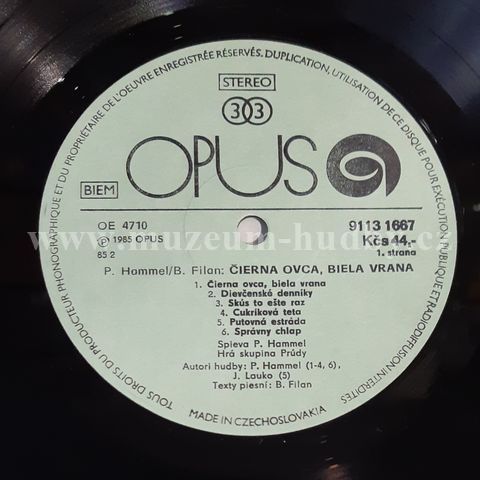 TOUS DROITS DU PRODUCTEUR PHONOGRAPHIQUE ET DU PROPRIÉTAIRE DE L'OEUVRE ENREGISTRÉE RÉSERVÉS. DUPLICATION, UTILISATION DE CE DISQUE POUR EXÉCUTION PUBLIQUE ET RADIODIFFUSION INTERDITES
STEREO
33
OPUS
BIEM
OE 4710
9113 1667
℗ © 1985 OPUS
Kčs 44,-
85 2
1. strana
www.muzeum-hudby.cz
P. Hommel/B. Filan: ČIERNA OVCA, BIELA VRANA
1. Čierna ovca, biela vrana
2. Dievčenské denníky
3. Skús to ešte raz
4. Cukríková teta
5. Putovná estráda
6. Správny chlap
Spieva P. Hammel
Hrá skupina Prúdy
Autori hudby: P. Hammel (1-4, 6),
J. Lauko (5)
Texty piesní: B. Filan
MADE IN CZECHOSLOVAKIA